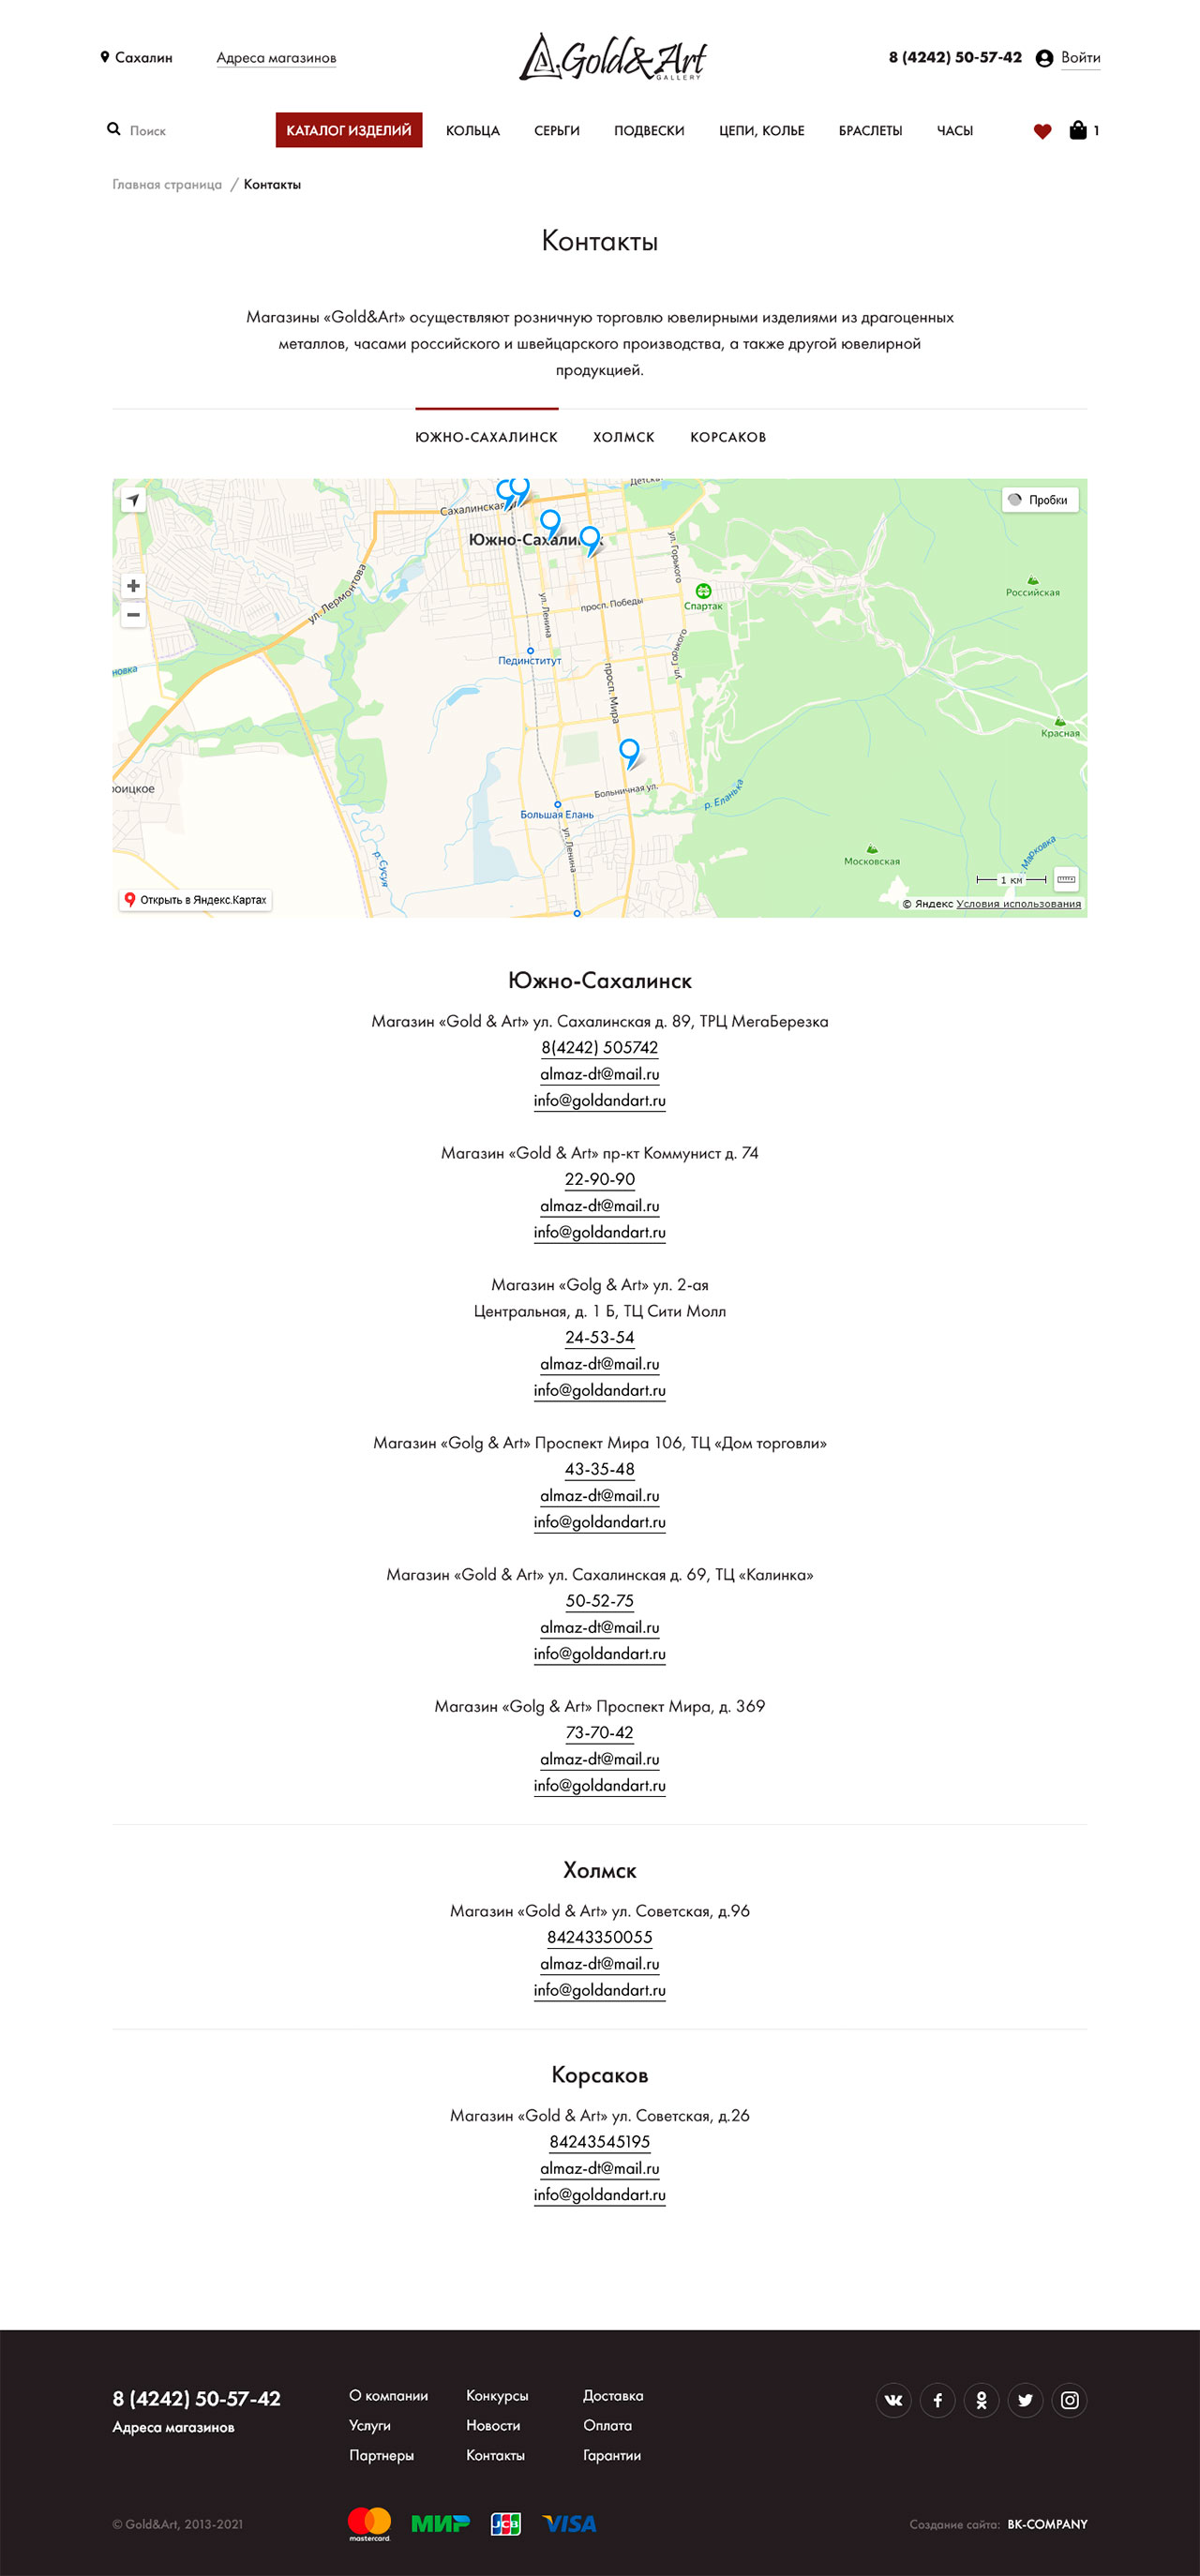 Сахалин
Адреса магазинов
Gold&Art
GALLERY
8 (4242) 50-57-42
Войти
Поиск
КАТАЛОГ ИЗДЕЛИЙ
КОЛЬЦА
СЕРЬГИ
ПОДВЕСКИ
ЦЕПИ, КОЛЬЕ
БРАСЛЕТЫ
ЧАСЫ
1
Главная страница / Контакты
Контакты
Магазины «Gold&Art» осуществляют розничную торговлю ювелирными изделиями из драгоценных
металлов, часами российского и швейцарского производства, а также другой ювелирной
продукцией.
ЮЖНО-САХАЛИНСК
ХОЛМСК
КОРСАКОВ
Пробки
Детская
Сахалинская
Южно-Сахалинск
ул. Горького
ул. Лермонтова
ул. Ленина
просп. Победы
Спартак
Российская
ул. Горького
Пединститут
новка
просп. Мира
Красная
роицкое
Больничная ул.
р. Еланька
Большая Елань
ул. Ленина
р. Сусуя
Московская
Марковка
1 км
Открыть в Яндекс.Картах
© Яндекс Условия использования
Южно-Сахалинск
Магазин «Gold & Art» ул. Сахалинская д. 89, ТРЦ МегаБерезка
8(4242) 505742
almaz-dt@mail.ru
info@goldandart.ru
Магазин «Gold & Art» пр-кт Коммунист д. 74
22-90-90
almaz-dt@mail.ru
info@goldandart.ru
Магазин «Golg & Art» ул. 2-ая
Центральная, д. 1 Б, ТЦ Сити Молл
24-53-54
almaz-dt@mail.ru
info@goldandart.ru
Магазин «Golg & Art» Проспект Мира 106, ТЦ «Дом торговли»
43-35-48
almaz-dt@mail.ru
info@goldandart.ru
Магазин «Gold & Art» ул. Сахалинская д. 69, ТЦ «Калинка»
50-52-75
almaz-dt@mail.ru
info@goldandart.ru
Магазин «Golg & Art» Проспект Мира, д. 369
73-70-42
almaz-dt@mail.ru
info@goldandart.ru
Холмск
Магазин «Gold & Art» ул. Советская, д.96
84243350055
almaz-dt@mail.ru
info@goldandart.ru
Корсаков
Магазин «Gold & Art» ул. Советская, д.26
84243545195
almaz-dt@mail.ru
info@goldandart.ru
8 (4242) 50-57-42
Адреса магазинов
О компании
Услуги
Партнеры
Конкурсы
Новости
Контакты
Доставка
Оплата
Гарантии
© Gold&Art, 2013-2021
mastercard.
МИР
JCB
VISA
Создание сайта: BK-COMPANY